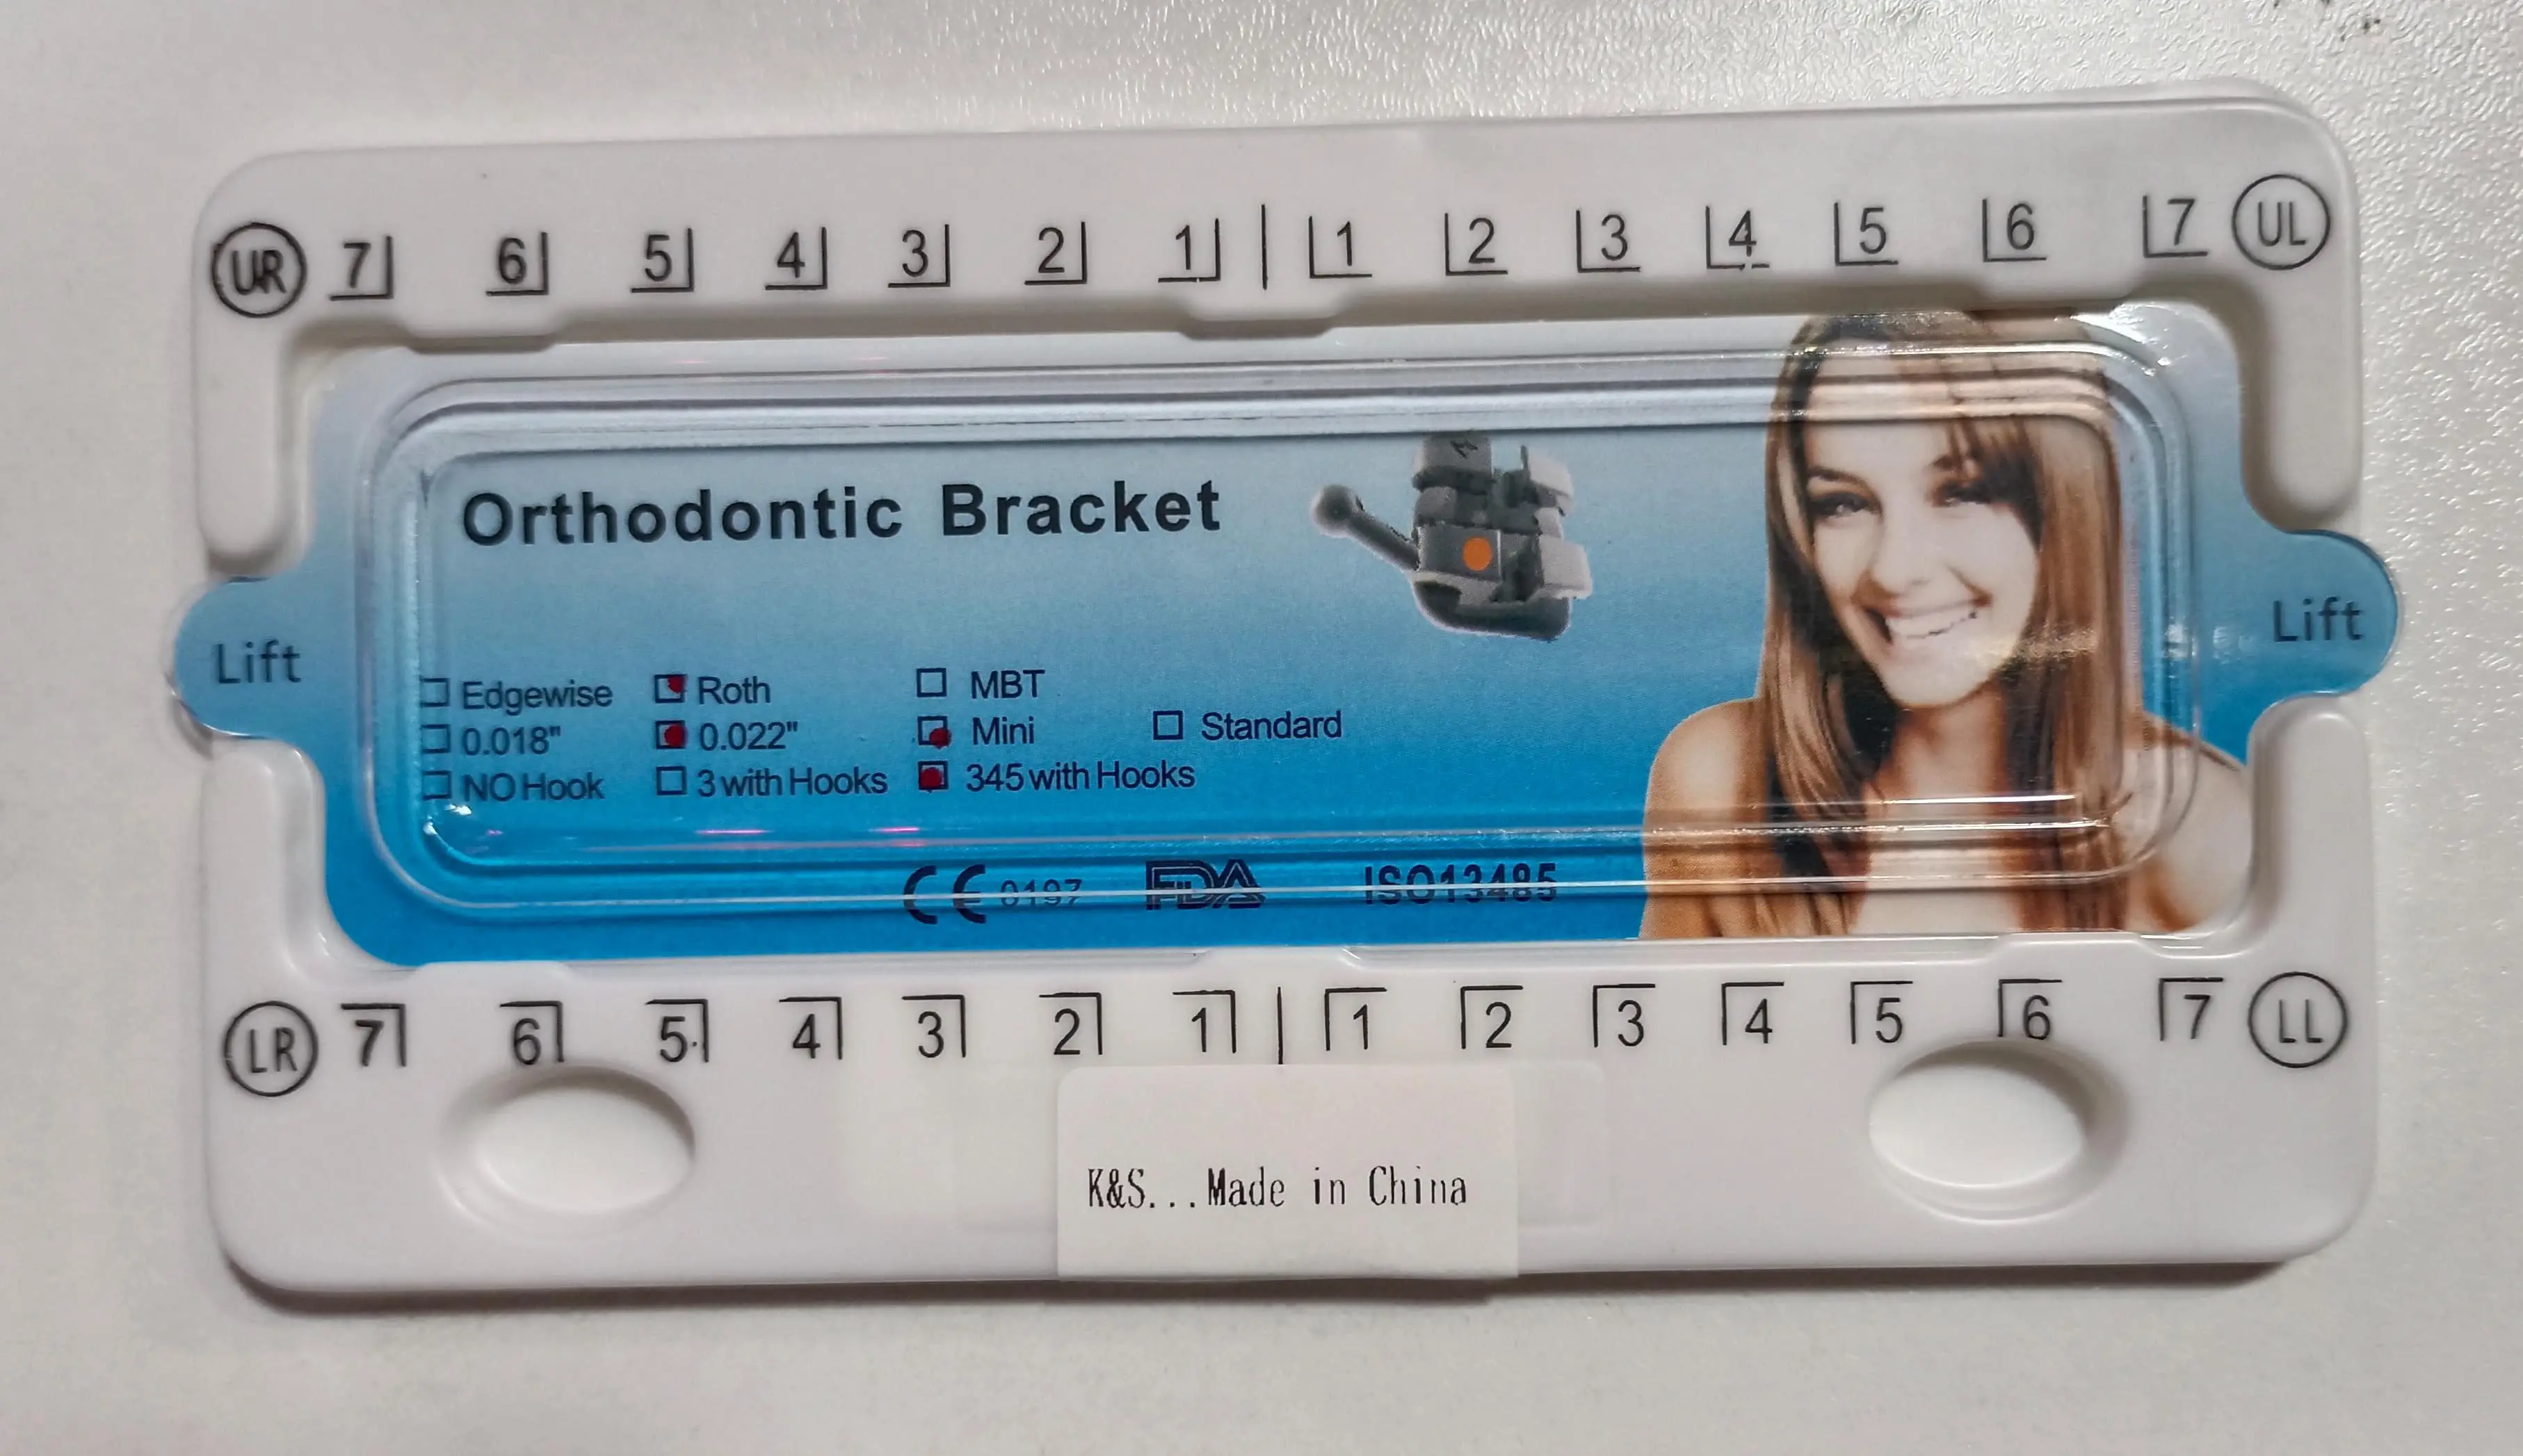 UR 7 6 5 4 3 2 1 | 1 2 3 4 5 6 7 UL
Orthodontic Bracket
Lift
Lift
Edgewise Roth MBT
0.018" 0.022" Mini Standard
NO Hook 3 with Hooks 345 with Hooks
CE 0197 FDA ISO13485
LR 7 6 5 4 3 2 1 | 1 2 3 4 5 6 7 LL
K&S...Made in China